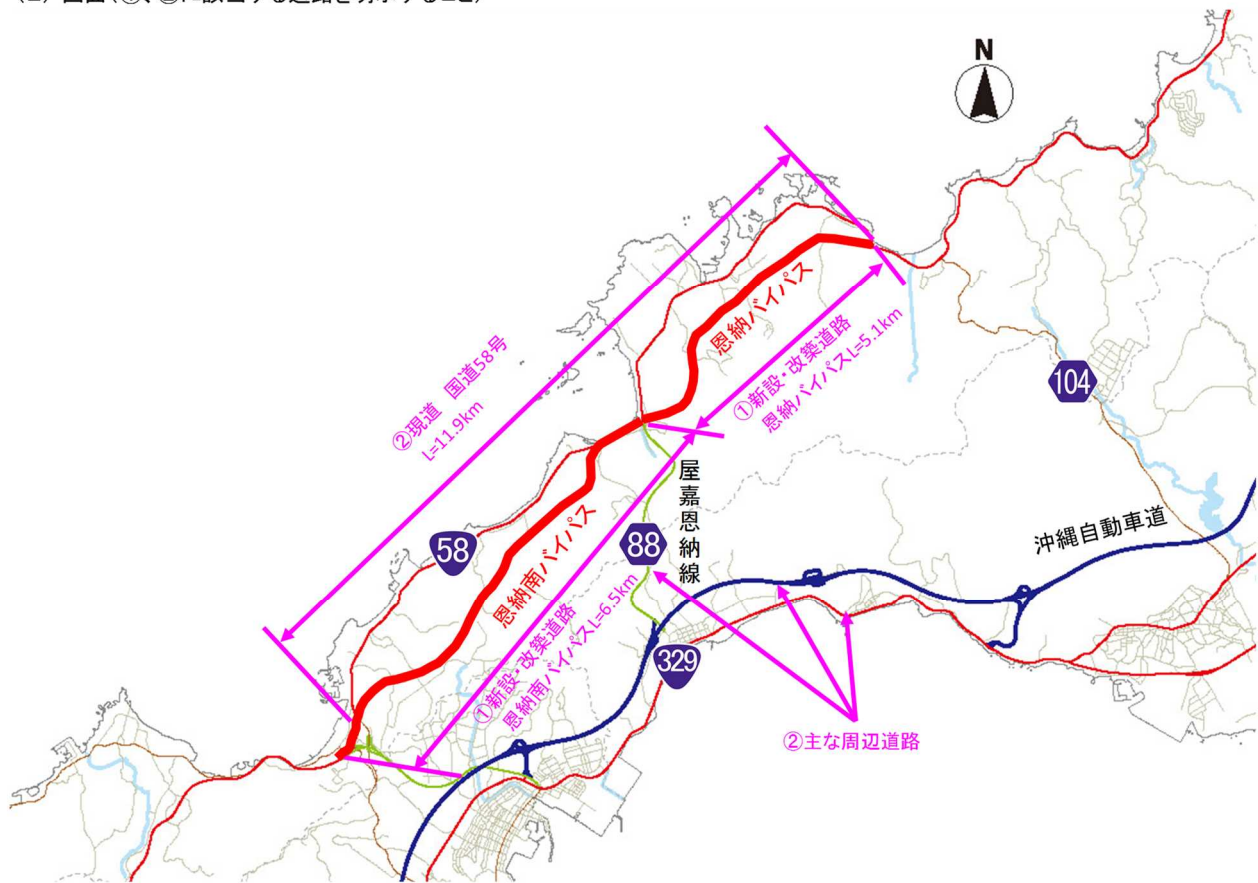 N
恩納バイパス
①新設・改築道路
恩納バイパスL=5.1km
104
②現道 国道58号
L=11.9km
屋嘉恩納線
沖縄自動車道
58
88
恩納南バイパス
①新設・改築道路
恩納南バイパスL=6.5km
329
②主な周辺道路